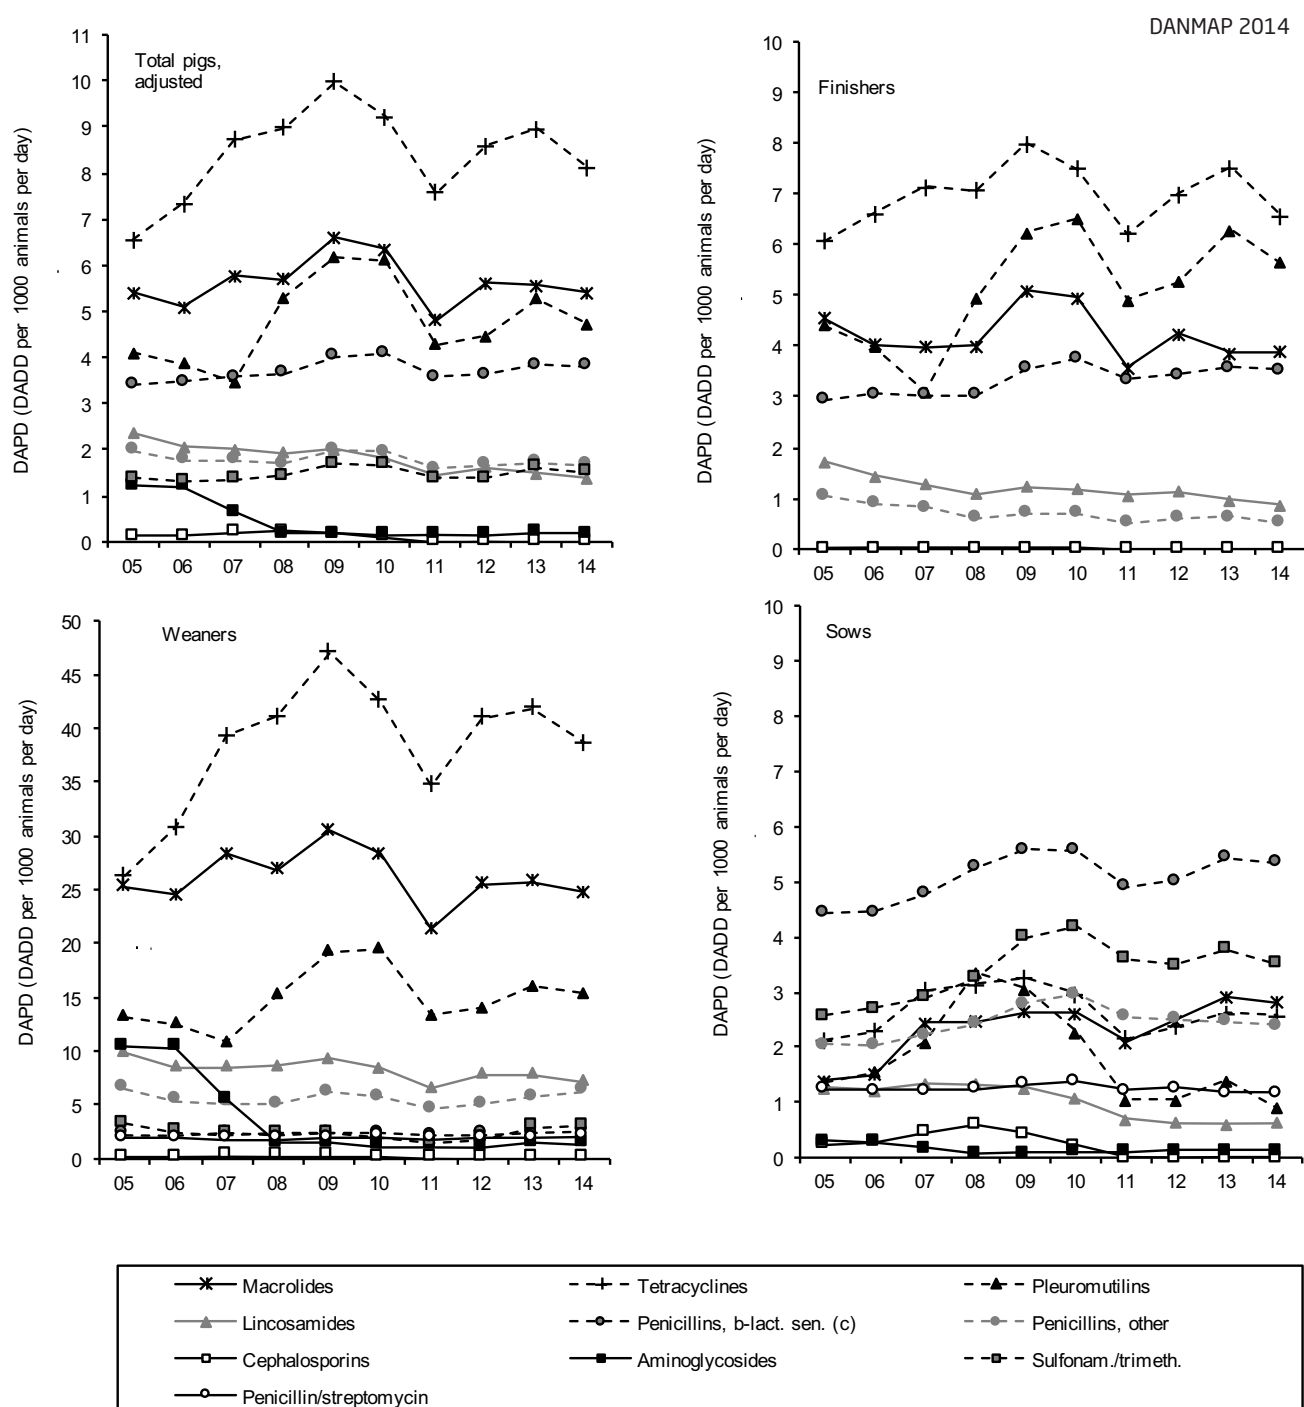 DANMAP 2014
Total pigs,
adjusted
DAPD (DADD per 1000 animals per day)
11
10
9
8
7
6
5
4
3
2
1
0
05 06 07 08 09 10 11 12 13 14
Finishers
DAPD (DADD per 1000 animals per day)
10
9
8
7
6
5
4
3
2
1
0
05 06 07 08 09 10 11 12 13 14
Weaners
DAPD (DADD per 1000 animals per day)
50
45
40
35
30
25
20
15
10
5
0
05 06 07 08 09 10 11 12 13 14
Sows
DAPD (DADD per 1000 animals per day)
10
9
8
7
6
5
4
3
2
1
0
05 06 07 08 09 10 11 12 13 14
Macrolides Tetracyclines Pleuromutilins
Lincosamides Penicillins, b-lact. sen. (c) Penicillins, other
Cephalosporins Aminoglycosides Sulfonam./trimeth.
Penicillin/streptomycin